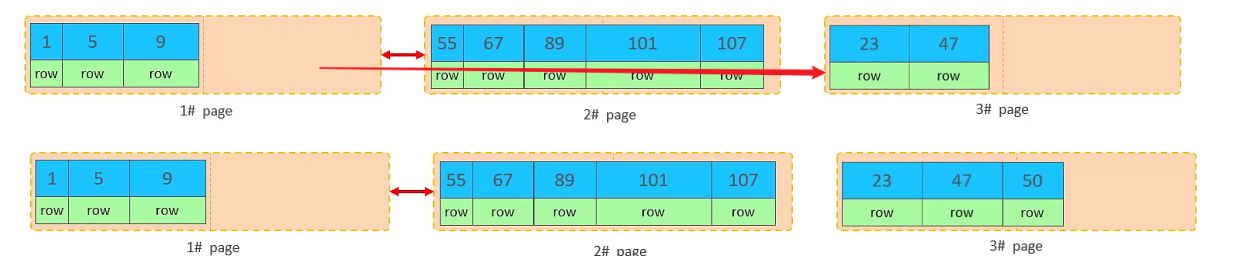 1 5 9 55 67 89 101 107 23 47
row row row row row row row row row row
1# page 2# page 3# page
1 5 9 55 67 89 101 107 23 47 50
row row row row row row row row row row row
1# page 2# page 3# page